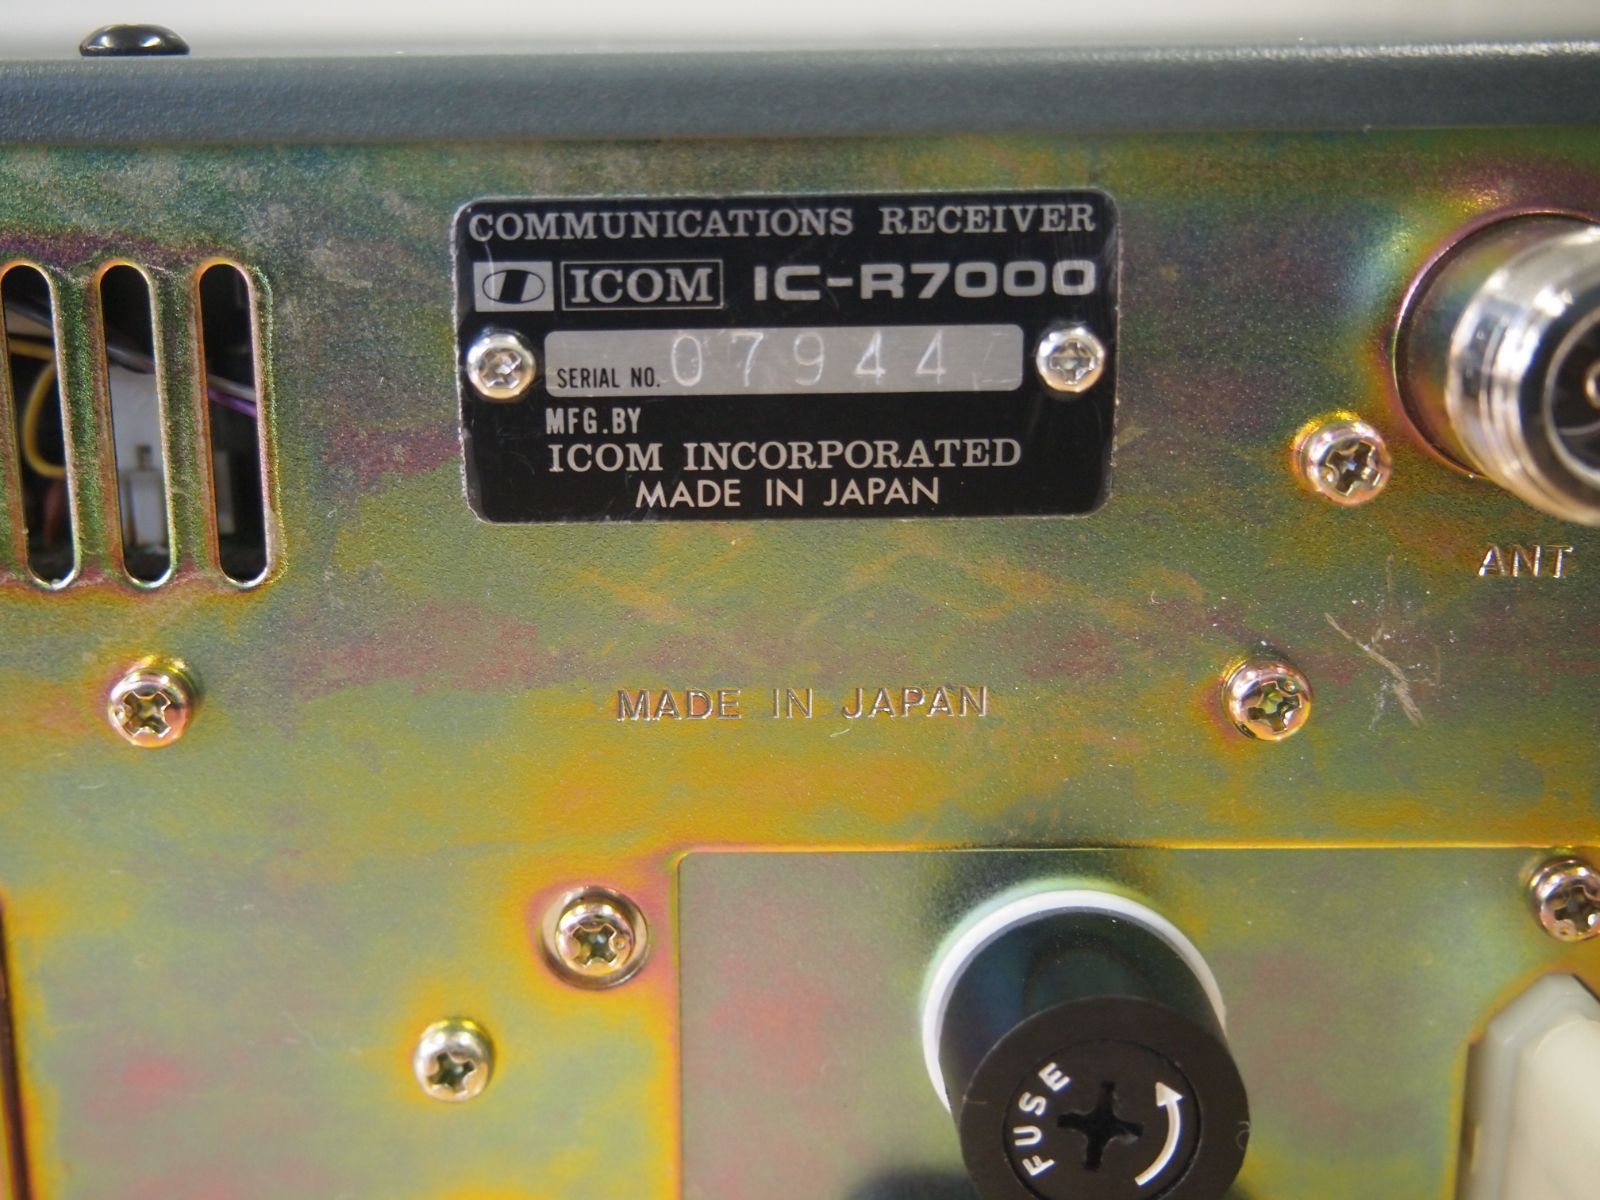 COMMUNICATIONS RECEIVER
ICOM IC-R7000
SERIAL NO. 07944
MFG.BY
ICOM INCORPORATED
MADE IN JAPAN
ANT
MADE IN JAPAN
FUSE